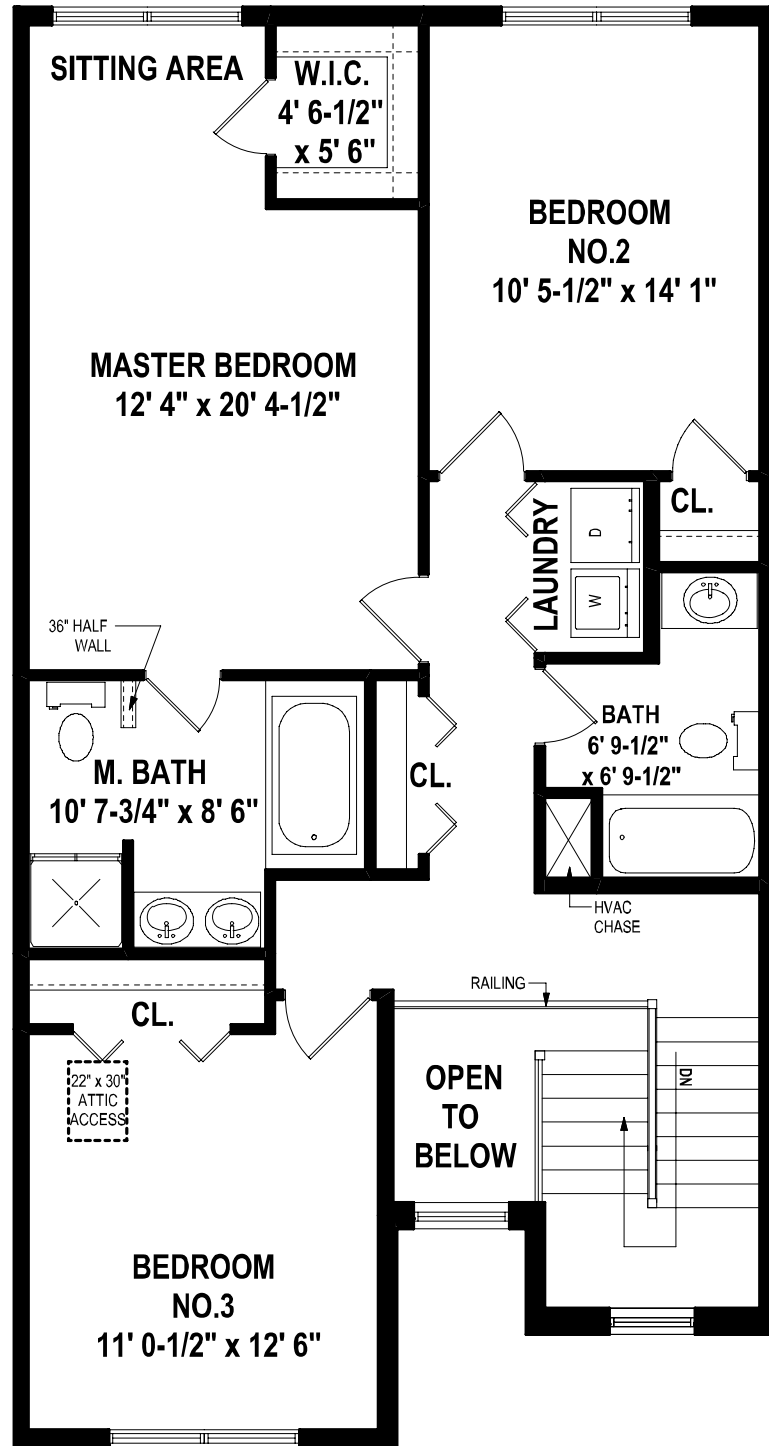 SITTING AREA
W.I.C.
4' 6-1/2"
x 5' 6"
BEDROOM
NO.2
10' 5-1/2" x 14' 1"
MASTER BEDROOM
12' 4" x 20' 4-1/2"
CL.
LAUNDRY
D
W
36" HALF
WALL
M. BATH
10' 7-3/4" x 8' 6"
CL.
BATH
6' 9-1/2"
x 6' 9-1/2"
HVAC
CHASE
RAILING
CL.
22" x 30"
ATTIC
ACCESS
OPEN
TO
BELOW
DN
BEDROOM
NO.3
11' 0-1/2" x 12' 6"